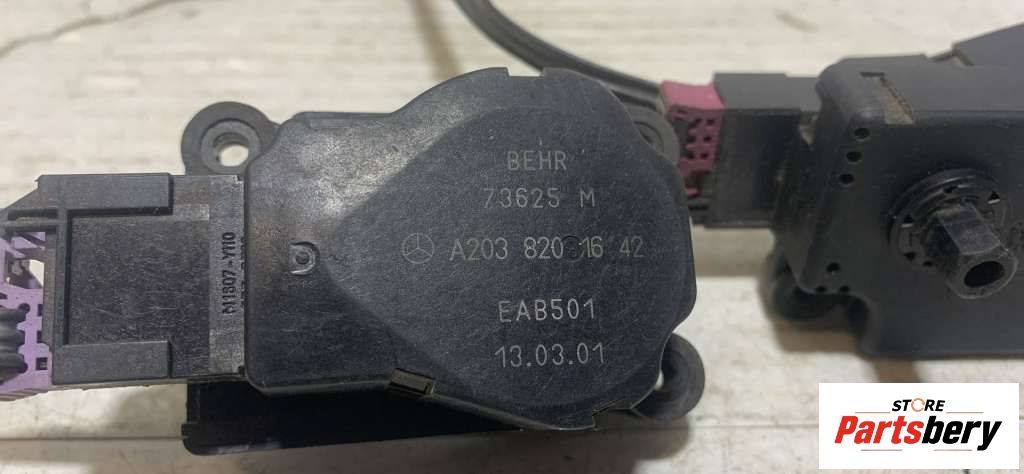 BEHR
73625 M
A203 820 16 42
EAB501
13.03.01
STORE
Partsbery